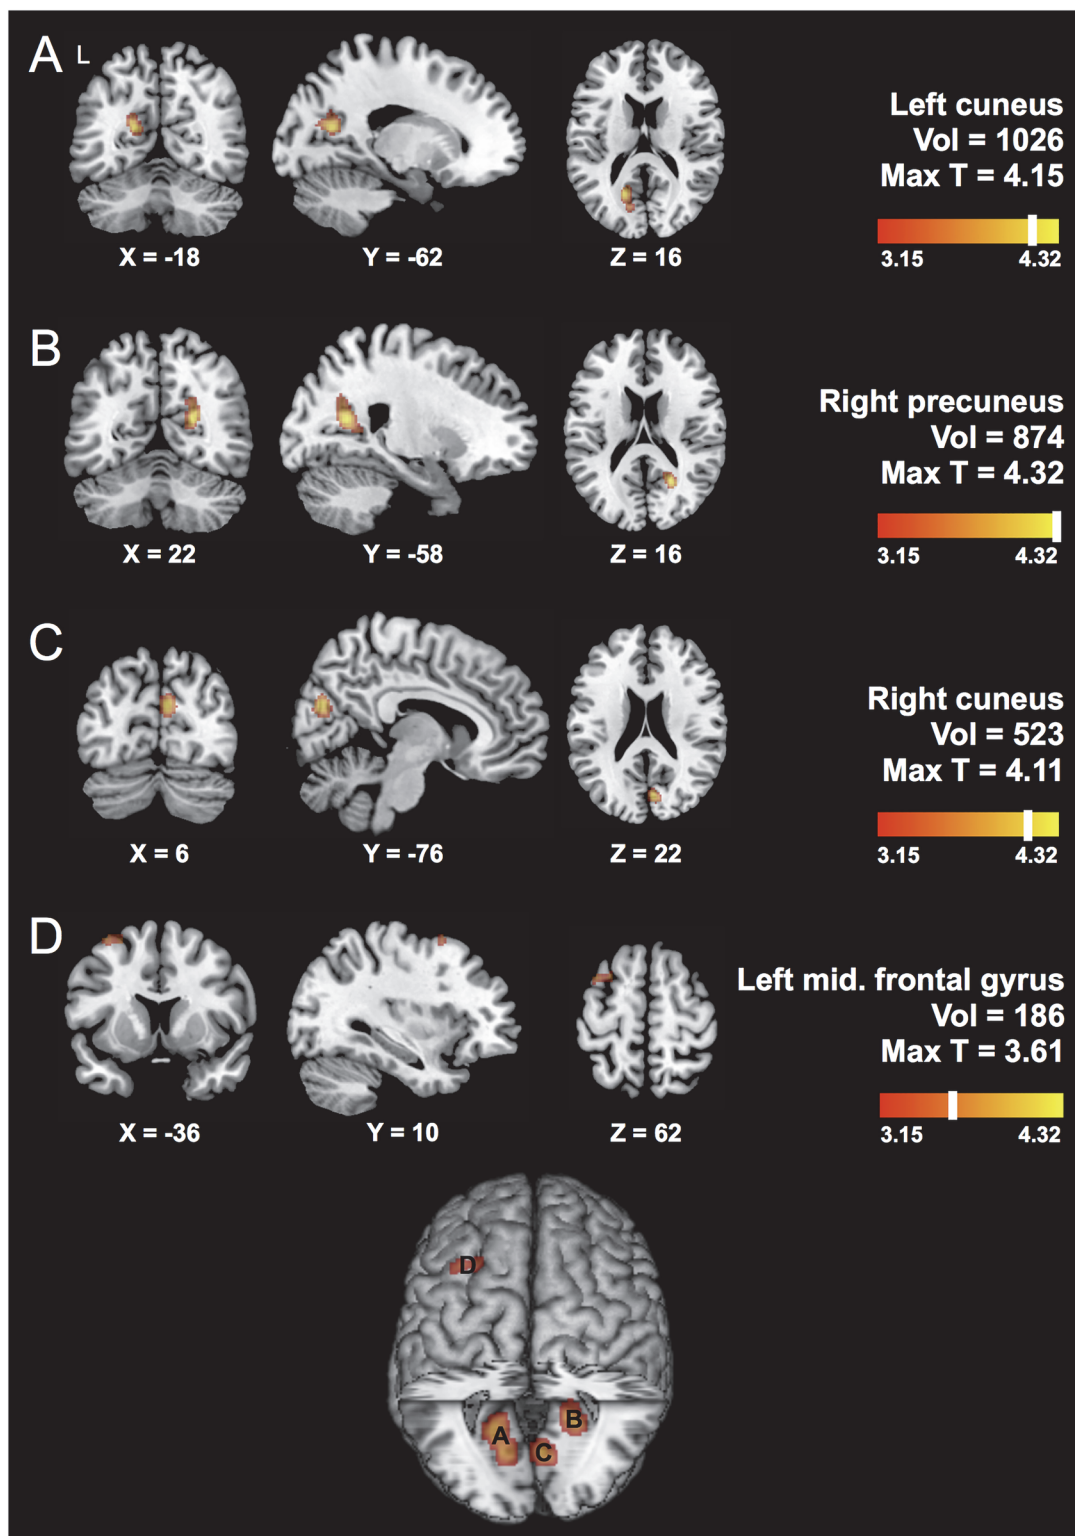 A L
Left cuneus
Vol = 1026
Max T = 4.15
3.15 4.32
X = -18 Y = -62 Z = 16
B
Right precuneus
Vol = 874
Max T = 4.32
3.15 4.32
X = 22 Y = -58 Z = 16
C
Right cuneus
Vol = 523
Max T = 4.11
3.15 4.32
X = 6 Y = -76 Z = 22
D
Left mid. frontal gyrus
Vol = 186
Max T = 3.61
3.15 4.32
X = -36 Y = 10 Z = 62
D
B
A
C